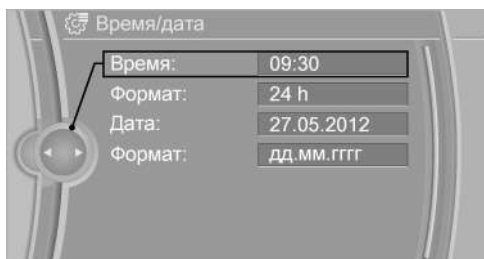 Время/дата
Время: 09:30
Формат: 24 h
Дата: 27.05.2012
Формат: дд.мм.гггг